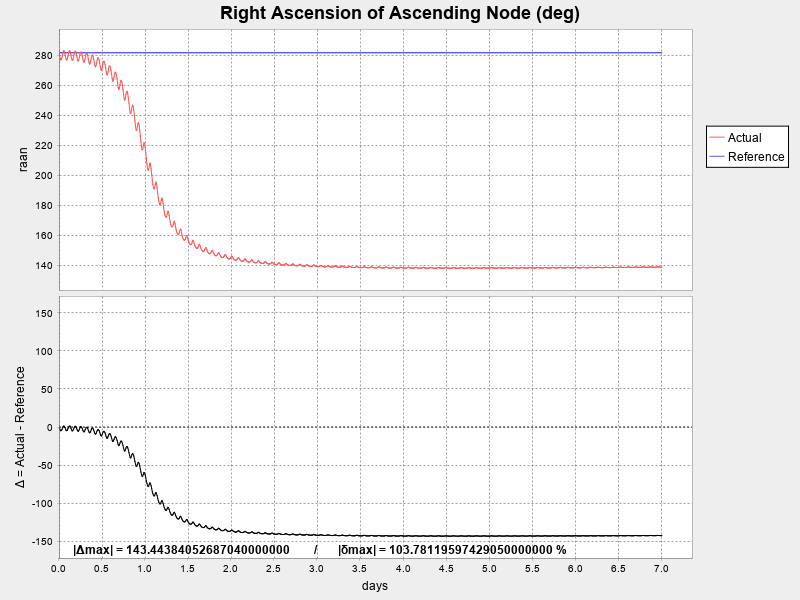 Right Ascension of Ascending Node (deg)
raan
280
260
240
220
200
180
160
140
Actual
Reference
Δ = Actual - Reference
150
100
50
0
-50
-100
-150
|Δmax| = 143.44384052687040000000 / |δmax| = 103.78119597429050000000 %
0.0 0.5 1.0 1.5 2.0 2.5 3.0 3.5 4.0 4.5 5.0 5.5 6.0 6.5 7.0
days